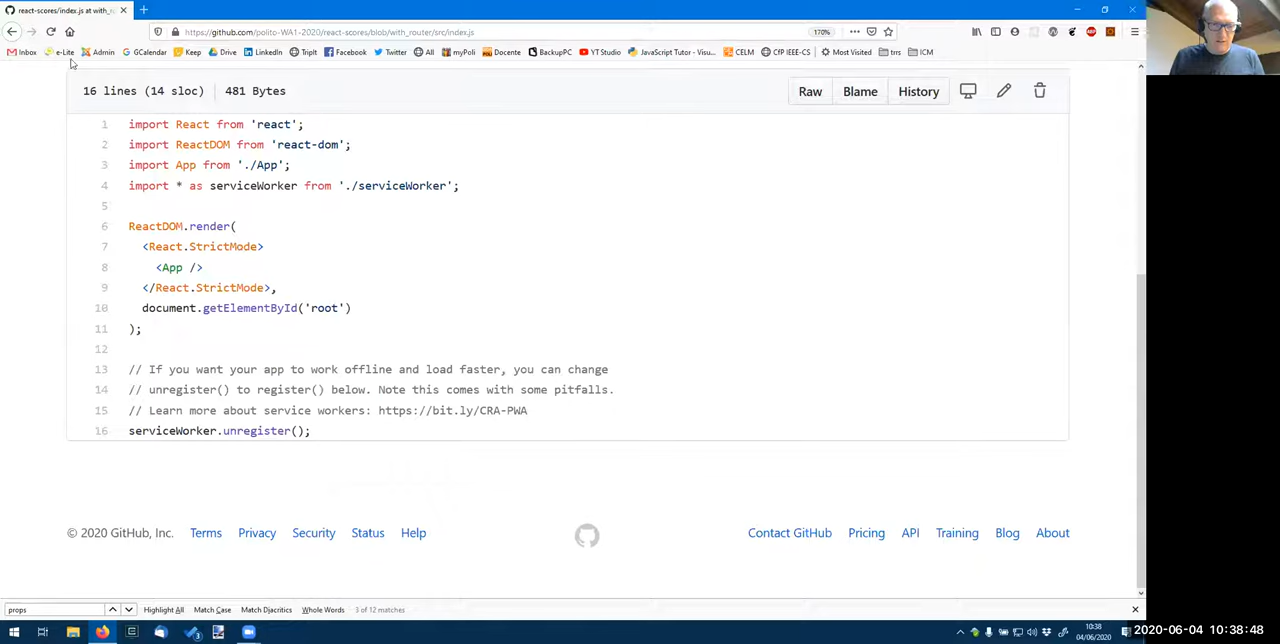 react-scores/index.js at with_r
https://github.com/polito-WA1-2020/react-scores/blob/with_router/src/index.js
170%
Inbox e-Lite Admin GCalendar Keep Drive LinkedIn TripIt Facebook Twitter All myPoli Docente BackupPC YT Studio JavaScript Tutor - Visu... CELM CfP IEEE-CS Most Visited trrs ICM
16 lines (14 sloc) 481 Bytes
Raw Blame History
1 import React from 'react';
2 import ReactDOM from 'react-dom';
3 import App from './App';
4 import * as serviceWorker from './serviceWorker';
5
6 ReactDOM.render(
7 <React.StrictMode>
8 <App />
9 </React.StrictMode>,
10 document.getElementById('root')
11 );
12
13 // If you want your app to work offline and load faster, you can change
14 // unregister() to register() below. Note this comes with some pitfalls.
15 // Learn more about service workers: https://bit.ly/CRA-PWA
16 serviceWorker.unregister();
© 2020 GitHub, Inc. Terms Privacy Security Status Help
Contact GitHub Pricing API Training Blog About
props Highlight All Match Case Match Diacritics Whole Words 3 of 12 matches
10:38
04/06/2020
2020-06-04 10:38:48